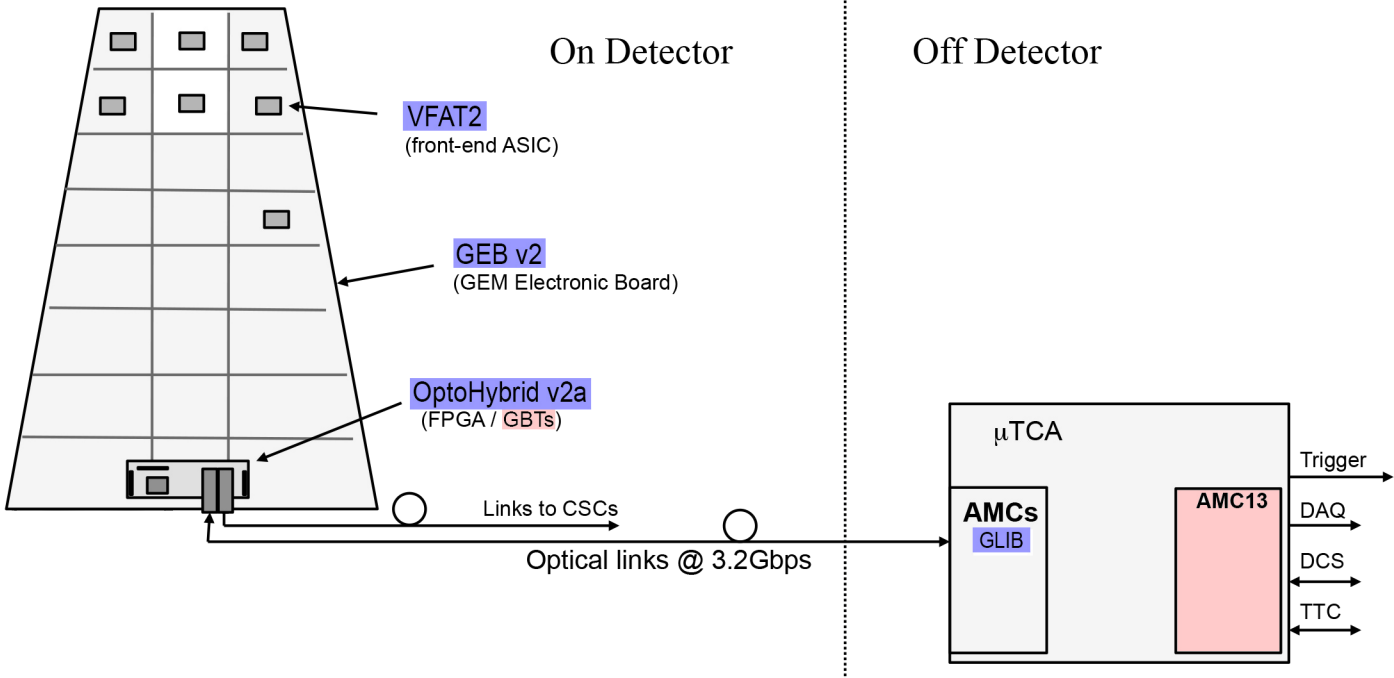 On Detector
Off Detector
VFAT2
(front-end ASIC)
GEB v2
(GEM Electronic Board)
OptoHybrid v2a
(FPGA / GBTs)
Links to CSCs
Optical links @ 3.2Gbps
μTCA
AMCs
GLIB
AMC13
Trigger
DAQ
DCS
TTC